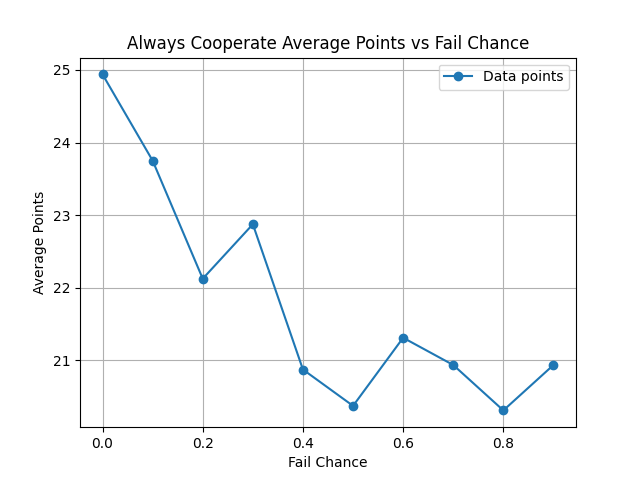 Always Cooperate Average Points vs Fail Chance
Data points
25
24
23
22
21
Average Points
0.0 0.2 0.4 0.6 0.8
Fail Chance